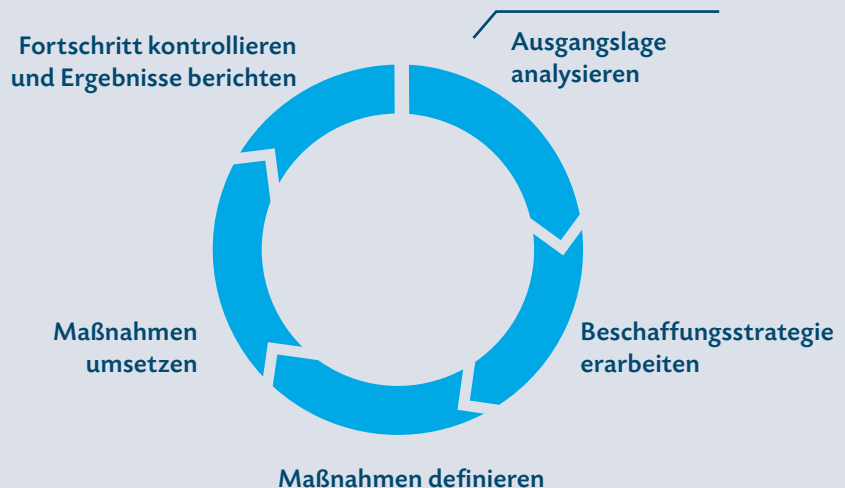 Ausgangslage
analysieren
Beschaffungsstrategie
erarbeiten
Maßnahmen definieren
Maßnahmen
umsetzen
Fortschritt kontrollieren
und Ergebnisse berichten